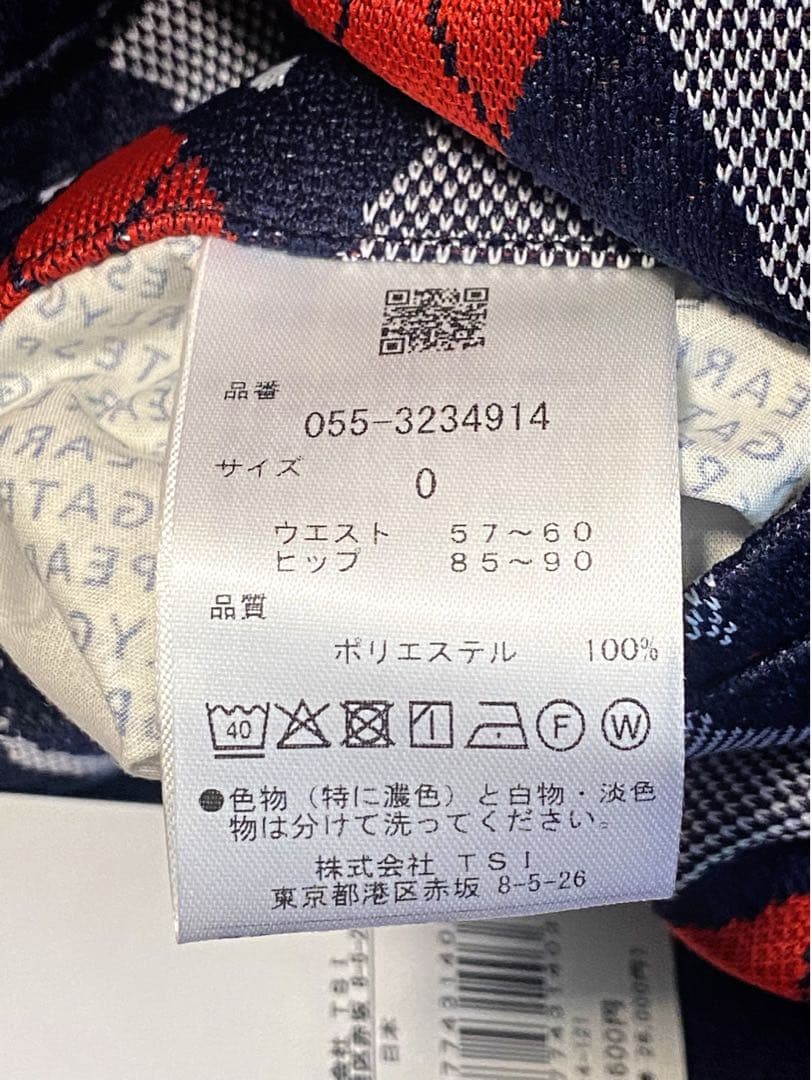 品番
055-3234914
サイズ
0
ウエスト 57～60
ヒップ 85～90
品質
ポリエステル 100%
40
F
W
●色物（特に濃色）と白物・淡色
物は分けて洗ってください。
株式会社 TSI
東京都港区赤坂 8-5-26
日本